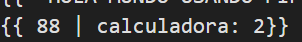 {{ 88 | calculadora: 2}}